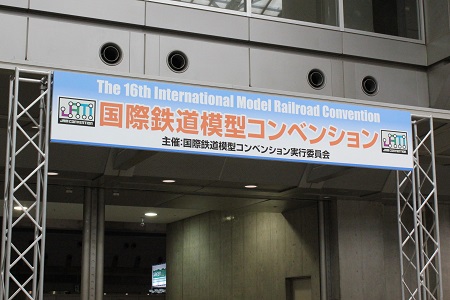 The 16th International Model Railroad Convention
国際鉄道模型コンベンション
主催:国際鉄道模型コンベンション実行委員会